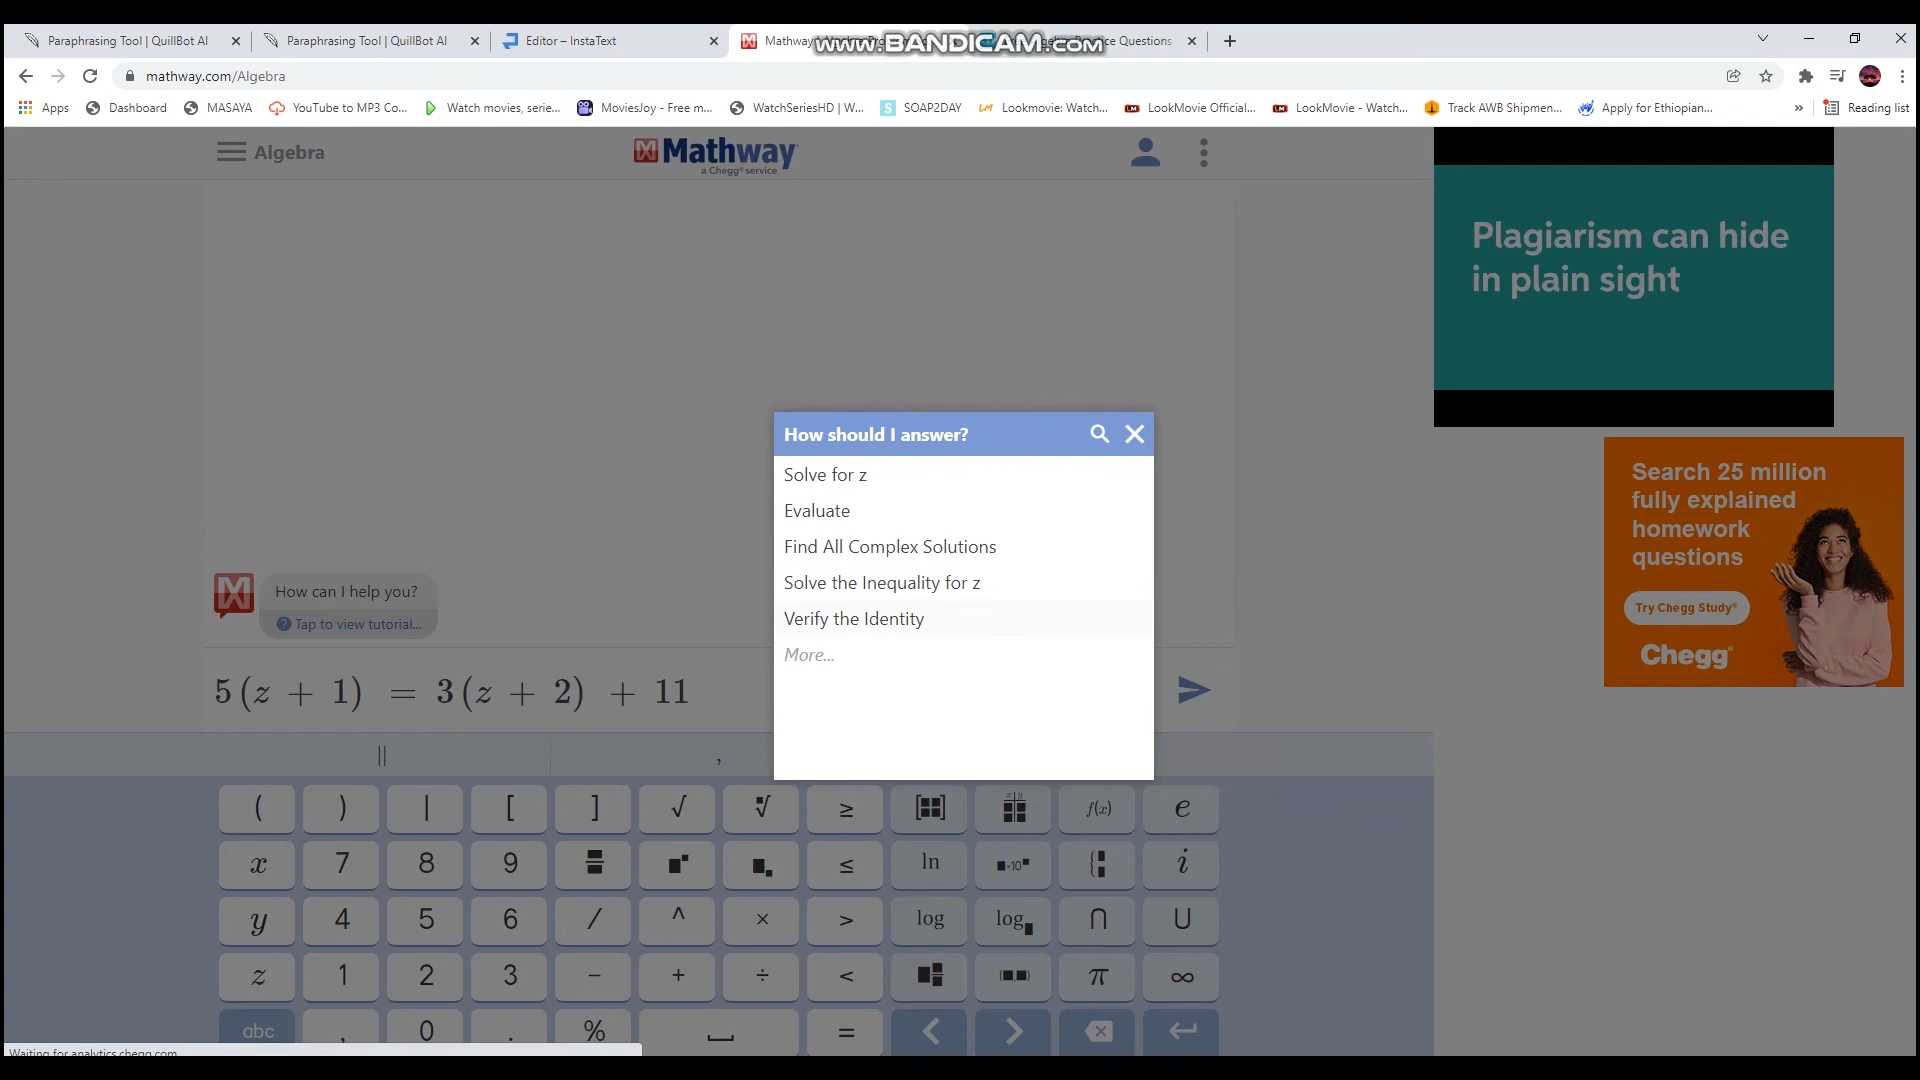 Paraphrasing Tool | QuillBot AI
Paraphrasing Tool | QuillBot AI
Editor – InstaText
Mathway
www.BANDICAM.com
ce Questions
mathway.com/Algebra
Apps
Dashboard
MASAYA
YouTube to MP3 Co...
Watch movies, serie...
MoviesJoy - Free m...
WatchSeriesHD | W...
SOAP2DAY
Lookmovie: Watch...
LookMovie Official...
LookMovie - Watch...
Track AWB Shipmen...
Apply for Ethiopian...
»
Reading list
Algebra
Mathway
a Chegg® service
Plagiarism can hide
in plain sight
How should I answer?
Solve for z
Evaluate
Find All Complex Solutions
Solve the Inequality for z
Verify the Identity
More...
Search 25 million
fully explained
homework
questions
Try Chegg Study®
Chegg®
How can I help you?
Tap to view tutorial...
5(z + 1) = 3(z + 2) + 11
|| ,
( ) | [ ] √ ∛ ≥ f(x) e
x 7 8 9 ≤ ln ■×10■ i
y 4 5 6 / ^ × > log log■ ∩ ∪
z 1 2 3 − + ÷ < (■,■) π ∞
abc , 0 . % =
Waiting for analytics.chegg.com...